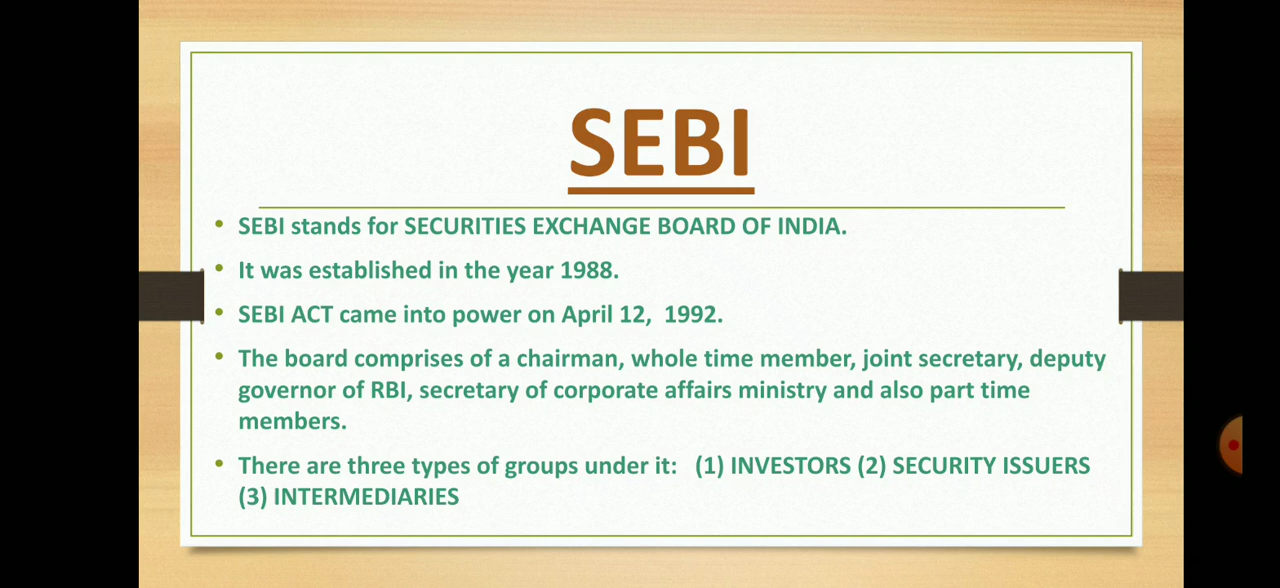 SEBI
• SEBI stands for SECURITIES EXCHANGE BOARD OF INDIA.
• It was established in the year 1988.
• SEBI ACT came into power on April 12,  1992.
• The board comprises of a chairman, whole time member, joint secretary, deputy
governor of RBI, secretary of corporate affairs ministry and also part time
members.
• There are three types of groups under it:   (1) INVESTORS (2) SECURITY ISSUERS
(3) INTERMEDIARIES